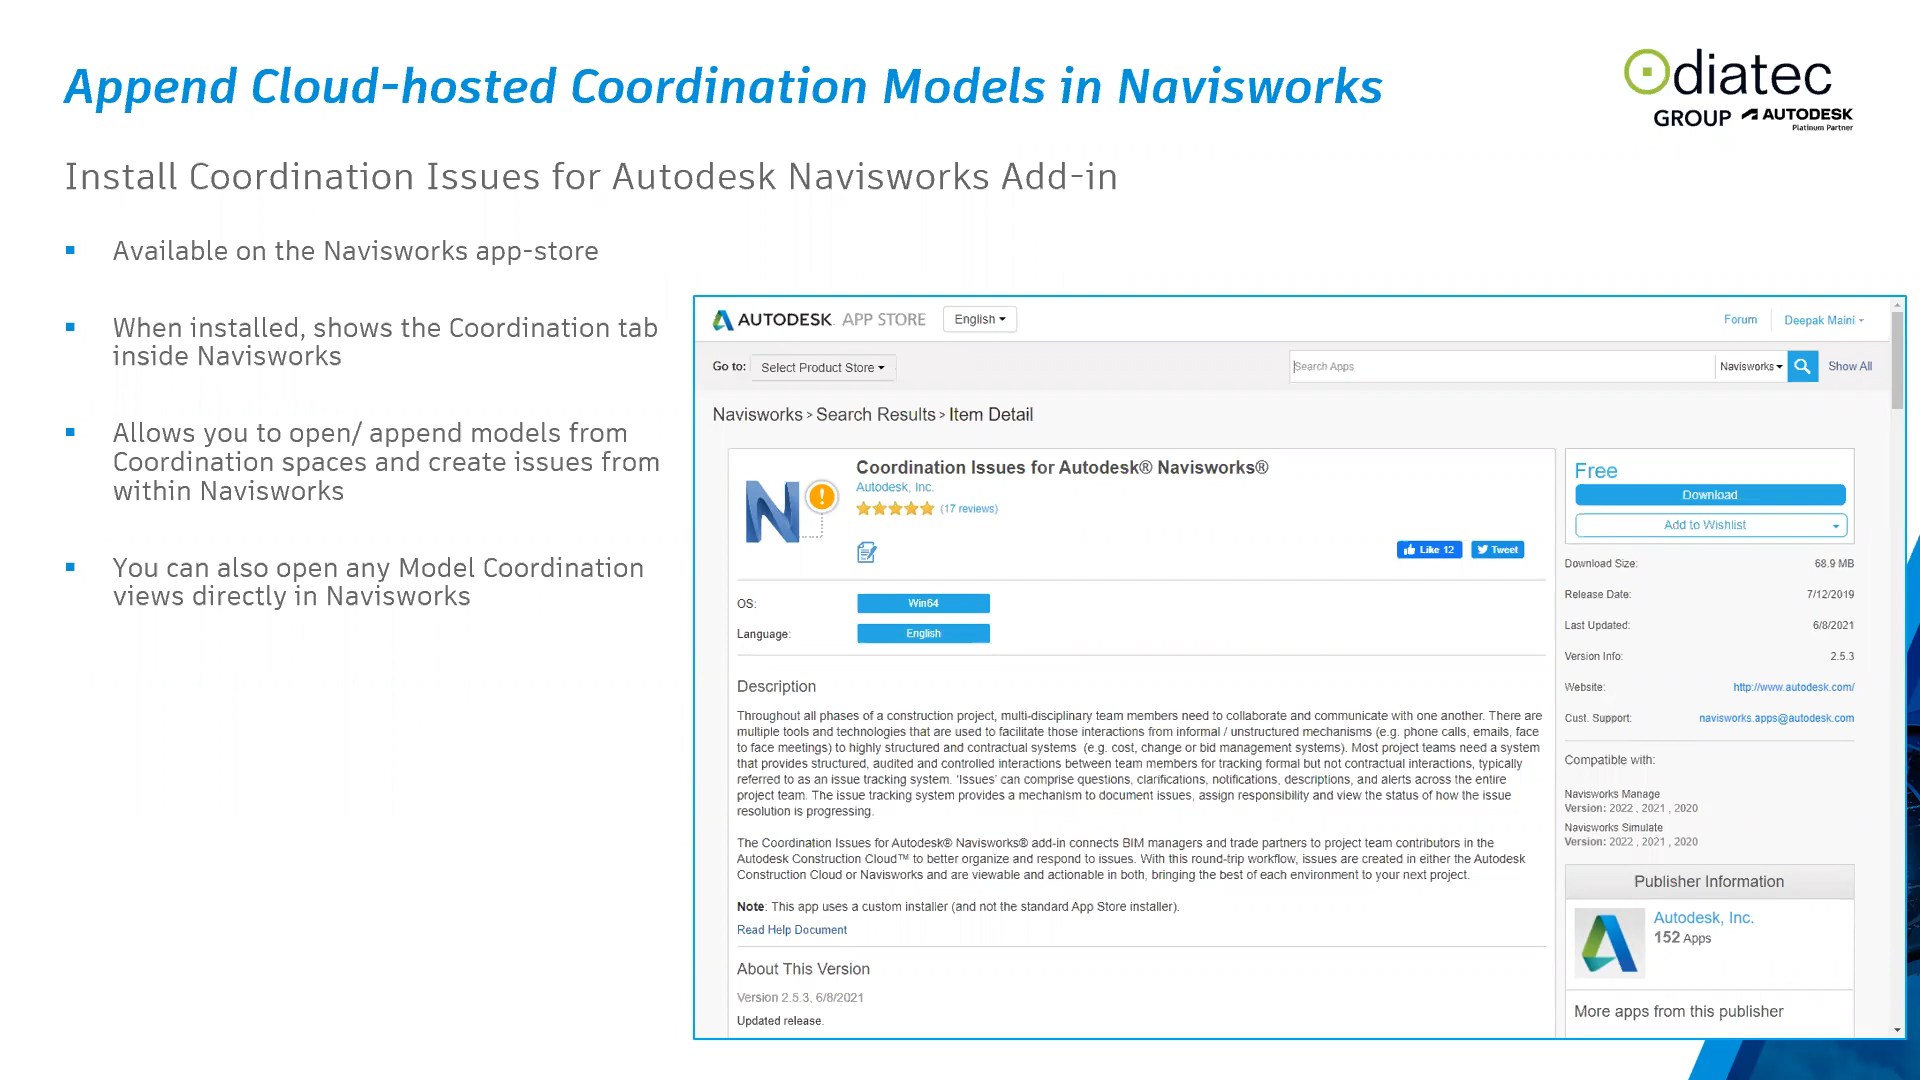 Append Cloud-hosted Coordination Models in Navisworks
diatec
GROUP AUTODESK
Platinum Partner
Install Coordination Issues for Autodesk Navisworks Add-in
Available on the Navisworks app-store
When installed, shows the Coordination tab
inside Navisworks
Allows you to open/ append models from
Coordination spaces and create issues from
within Navisworks
You can also open any Model Coordination
views directly in Navisworks
AUTODESK APP STORE English
Forum Deepak Maini
Go to: Select Product Store
Search Apps Navisworks Show All
Navisworks > Search Results > Item Detail
Coordination Issues for Autodesk® Navisworks®
Autodesk, Inc.
(17 reviews)
Like 12 Tweet
OS: Win64
Language: English
Description
Throughout all phases of a construction project, multi-disciplinary team members need to collaborate and communicate with one another. There are
multiple tools and technologies that are used to facilitate those interactions from informal / unstructured mechanisms (e.g. phone calls, emails, face
to face meetings) to highly structured and contractual systems (e.g. cost, change or bid management systems). Most project teams need a system
that provides structured, audited and controlled interactions between team members for tracking formal but not contractual interactions, typically
referred to as an issue tracking system. 'Issues' can comprise questions, clarifications, notifications, descriptions, and alerts across the entire
project team. The issue tracking system provides a mechanism to document issues, assign responsibility and view the status of how the issue
resolution is progressing.
The Coordination Issues for Autodesk® Navisworks® add-in connects BIM managers and trade partners to project team contributors in the
Autodesk Construction Cloud™ to better organize and respond to issues. With this round-trip workflow, issues are created in either the Autodesk
Construction Cloud or Navisworks and are viewable and actionable in both, bringing the best of each environment to your next project.
Note: This app uses a custom installer (and not the standard App Store installer).
Read Help Document
About This Version
Version 2.5.3, 6/8/2021
Updated release.
Free
Download
Add to Wishlist
Download Size: 68.9 MB
Release Date: 7/12/2019
Last Updated: 6/8/2021
Version Info: 2.5.3
Website: http://www.autodesk.com/
Cust. Support: navisworks.apps@autodesk.com
Compatible with:
Navisworks Manage
Version: 2022 , 2021 , 2020
Navisworks Simulate
Version: 2022 , 2021 , 2020
Publisher Information
Autodesk, Inc.
152 Apps
More apps from this publisher